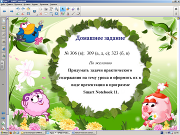 Домашнее задание
№ 306 (в), 309 (а, д, е), 323 (б, в)
По желанию
Придумать задачи практического
содержания на тему урока и оформить их в
виде презентации в программе
Smart Notebook 11.